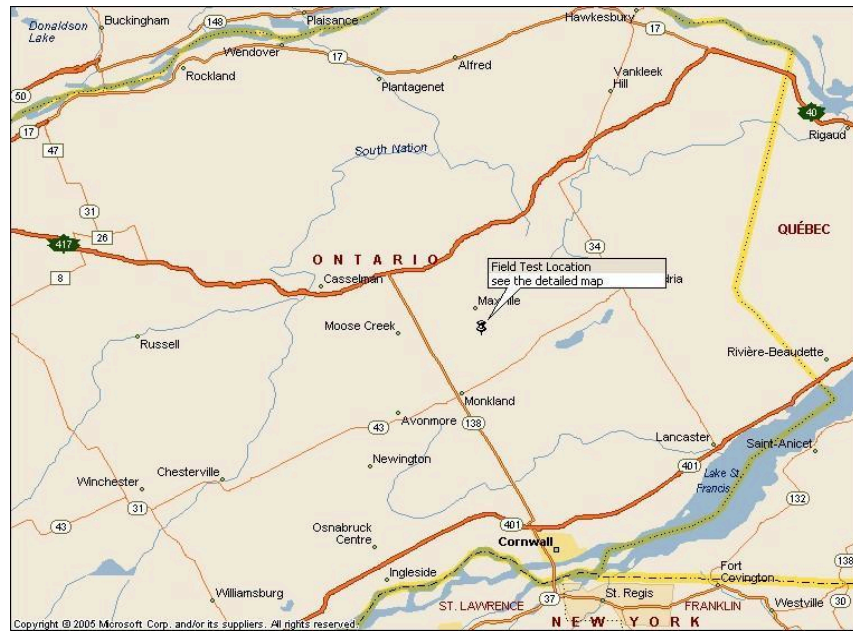 Donaldson
Lake
Buckingham
148
Plaisance
Hawkesbury
17
Wendover
17
Alfred
Rockland
Plantagenet
Vankleek
Hill
50
40
17
Rigaud
47
South Nation
31
26
417
ONTARIO
34
QUÉBEC
8
Casselman
Field Test Location
see the detailed map
dria
Moose Creek
Russell
Rivière-Beaudette
Monkland
43
Avonmore
138
Lancaster
Saint-Anicet
Newington
401
Lake St.
Francis
Winchester
Chesterville
132
31
43
401
Osnabruck
Centre
Cornwall
138
Ingleside
Fort
Covington
Williamsburg
37
St. Regis
ST. LAWRENCE
FRANKLIN
Westville
30
NEW YORK
Copyright © 2005 Microsoft Corp. and/or its suppliers. All rights reserved.